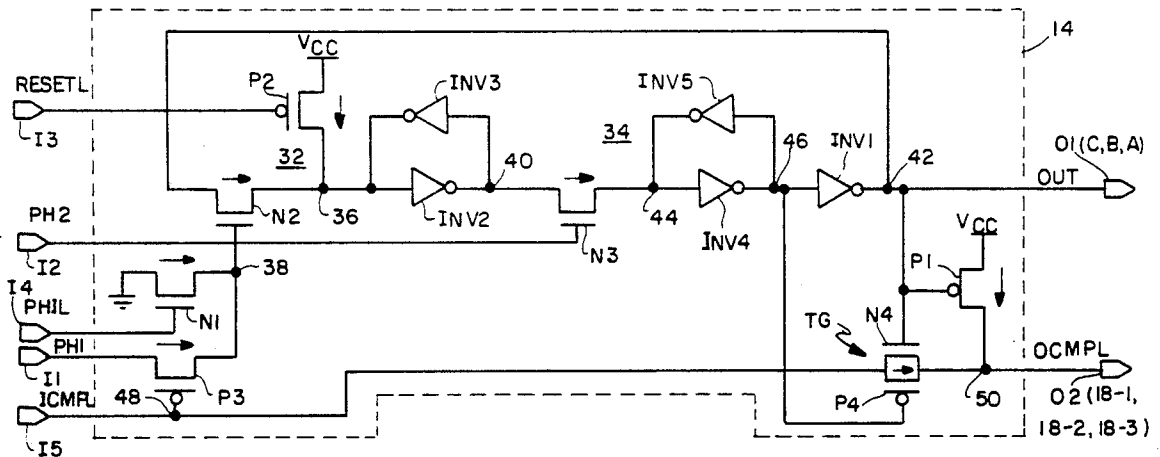 14
VCC
RESETL
P2
INV3
INV5
I3
32
34
40
46
INV1
42
O1(C,B,A)
OUT
N2
36
INV2
44
INV4
N3
PH2
I2
38
VCC
P1
I4
PHIL
N1
TG
N4
PHI
I1
P3
OCMPL
ICMPL
48
P4
50
O2(18-1,
18-2,18-3)
I5